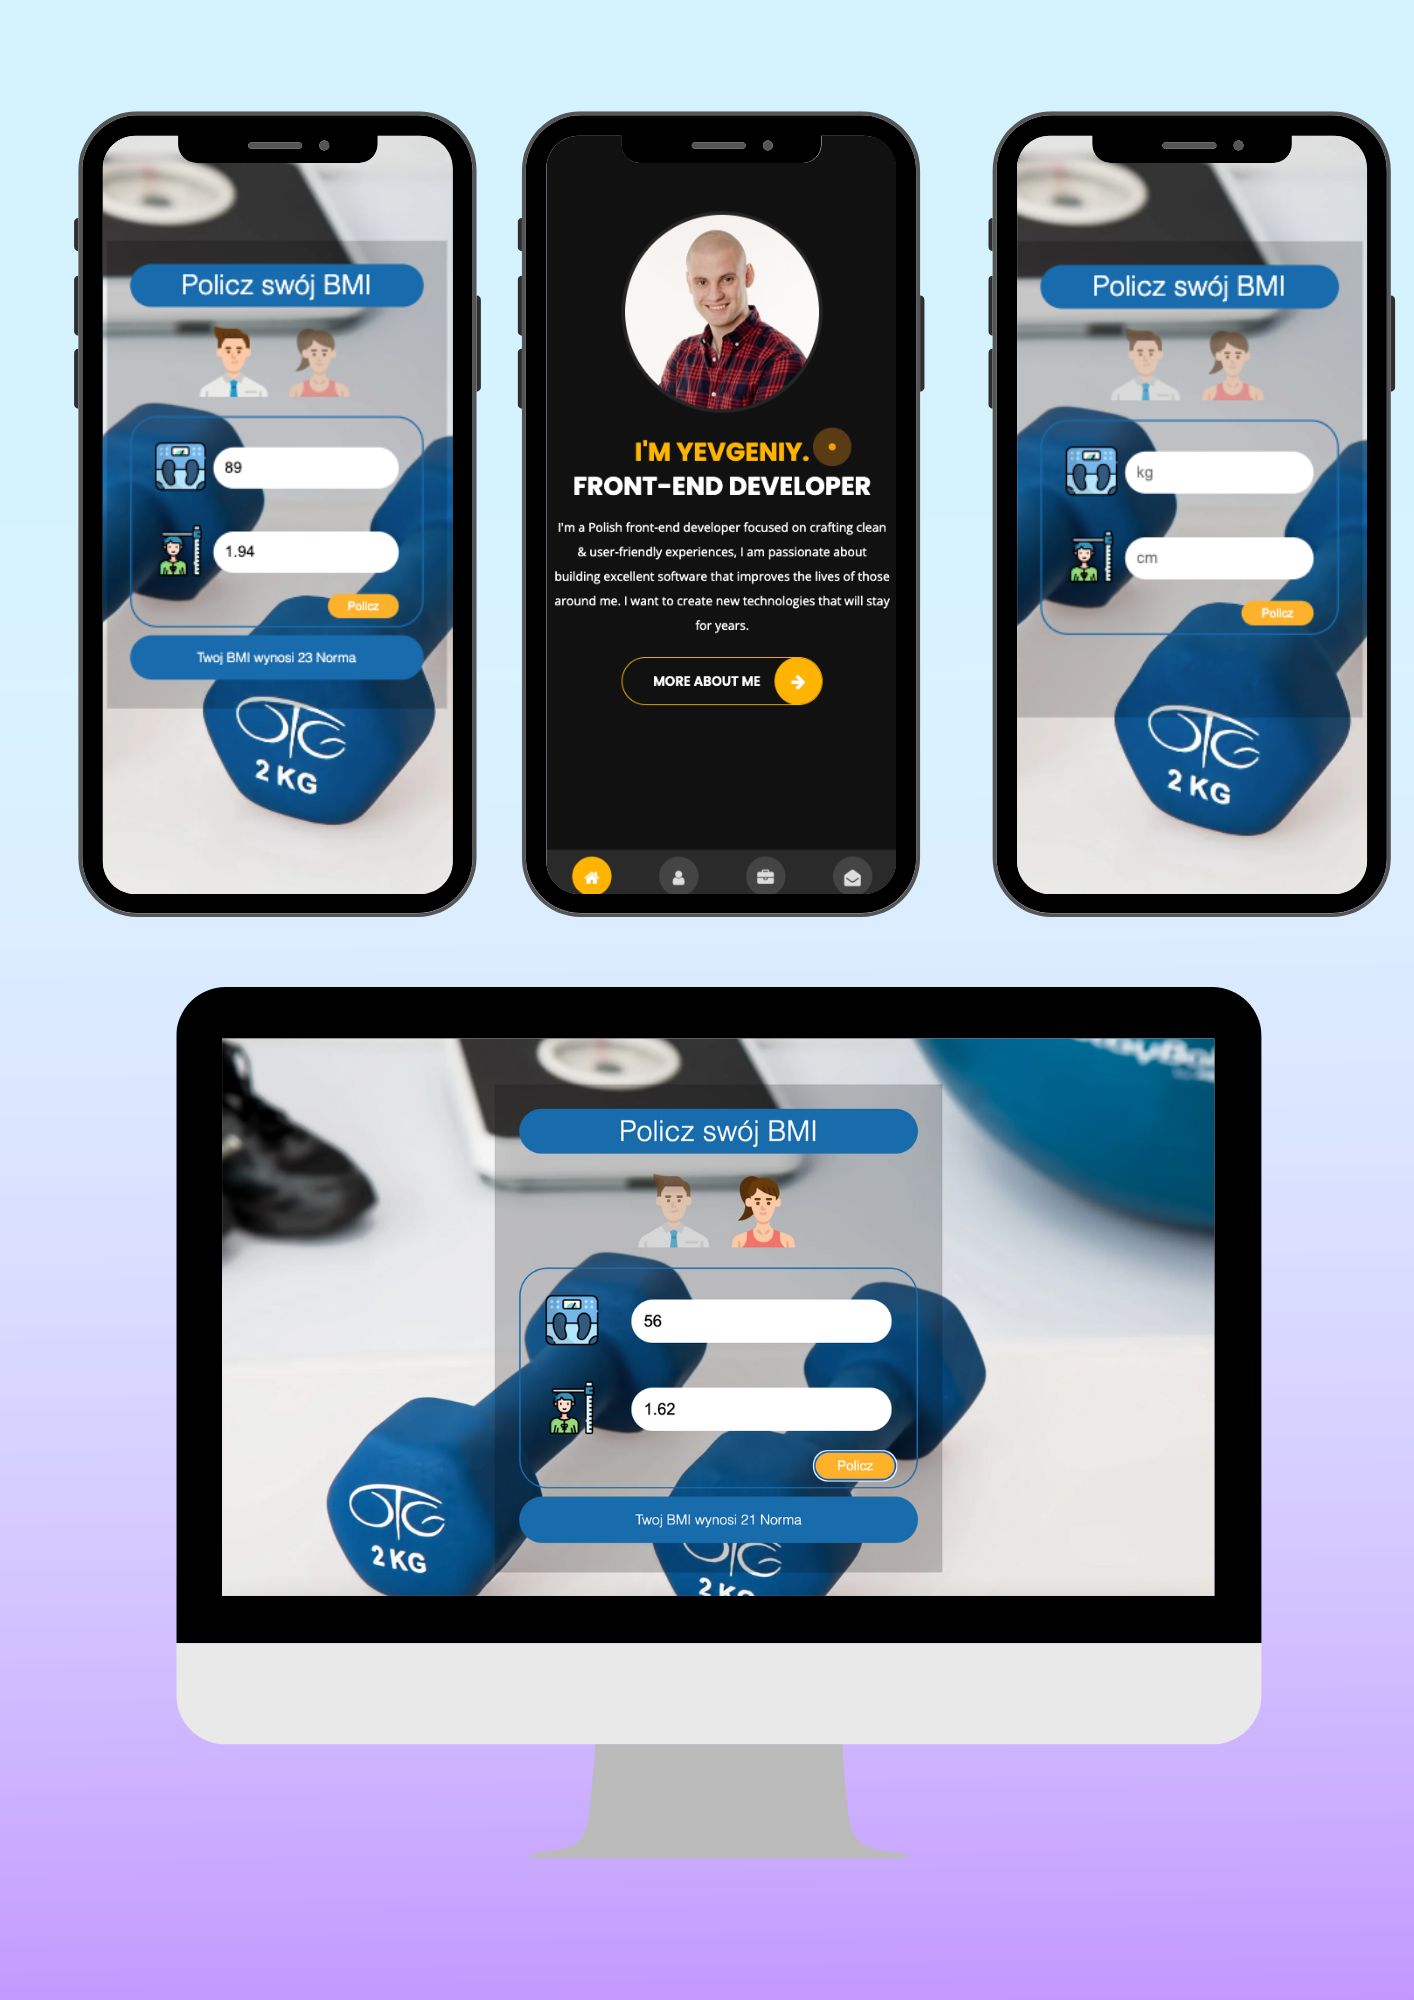 Policz swój BMI
89
1.94
Policz
Twoj BMI wynosi 23 Norma
2 KG
I'M YEVGENIY.
FRONT-END DEVELOPER
I'm a Polish front-end developer focused on crafting clean
& user-friendly experiences, I am passionate about
building excellent software that improves the lives of those
around me. I want to create new technologies that will stay
for years.
MORE ABOUT ME
Policz swój BMI
kg
cm
Policz
2 KG
Policz swój BMI
56
1.62
Policz
Twoj BMI wynosi 21 Norma
2 KG